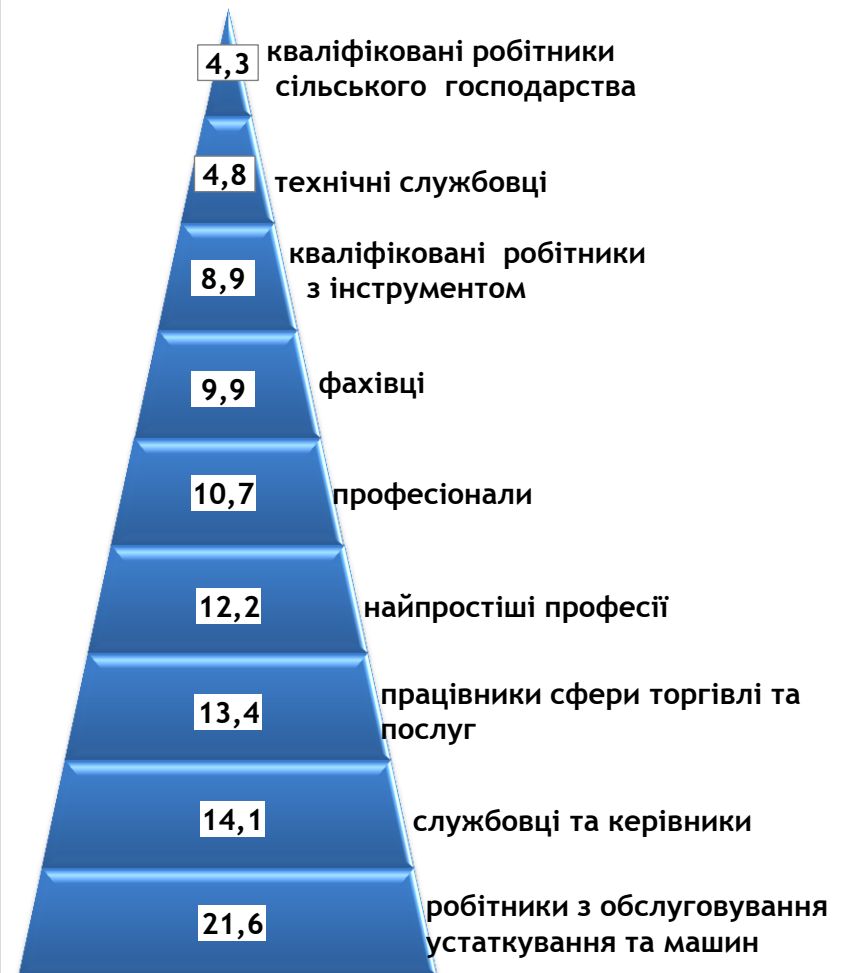 4,3
кваліфіковані робітники
сільського господарства
4,8
технічні службовці
8,9
кваліфіковані робітники
з інструментом
9,9
фахівці
10,7
професіонали
12,2
найпростіші професії
13,4
працівники сфери торгівлі та
послуг
14,1
службовці та керівники
21,6
робітники з обслуговування
устаткування та машин